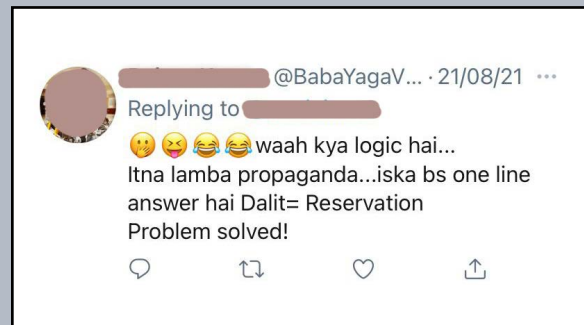 @BabaYagaV... · 21/08/21 ...
Replying to
🤭😝😂😂waah kya logic hai...
Itna lamba propaganda...iska bs one line
answer hai Dalit= Reservation
Problem solved!